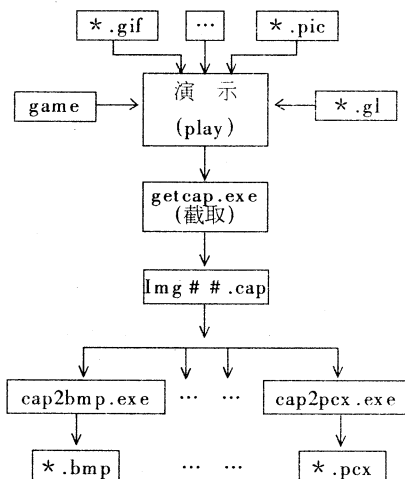 *.gif … *.pic
演 示
game (play) *.gl
getcap.exe
(截取)
Img##.cap
cap2bmp.exe … … cap2pcx.exe
*.bmp … … *.pcx